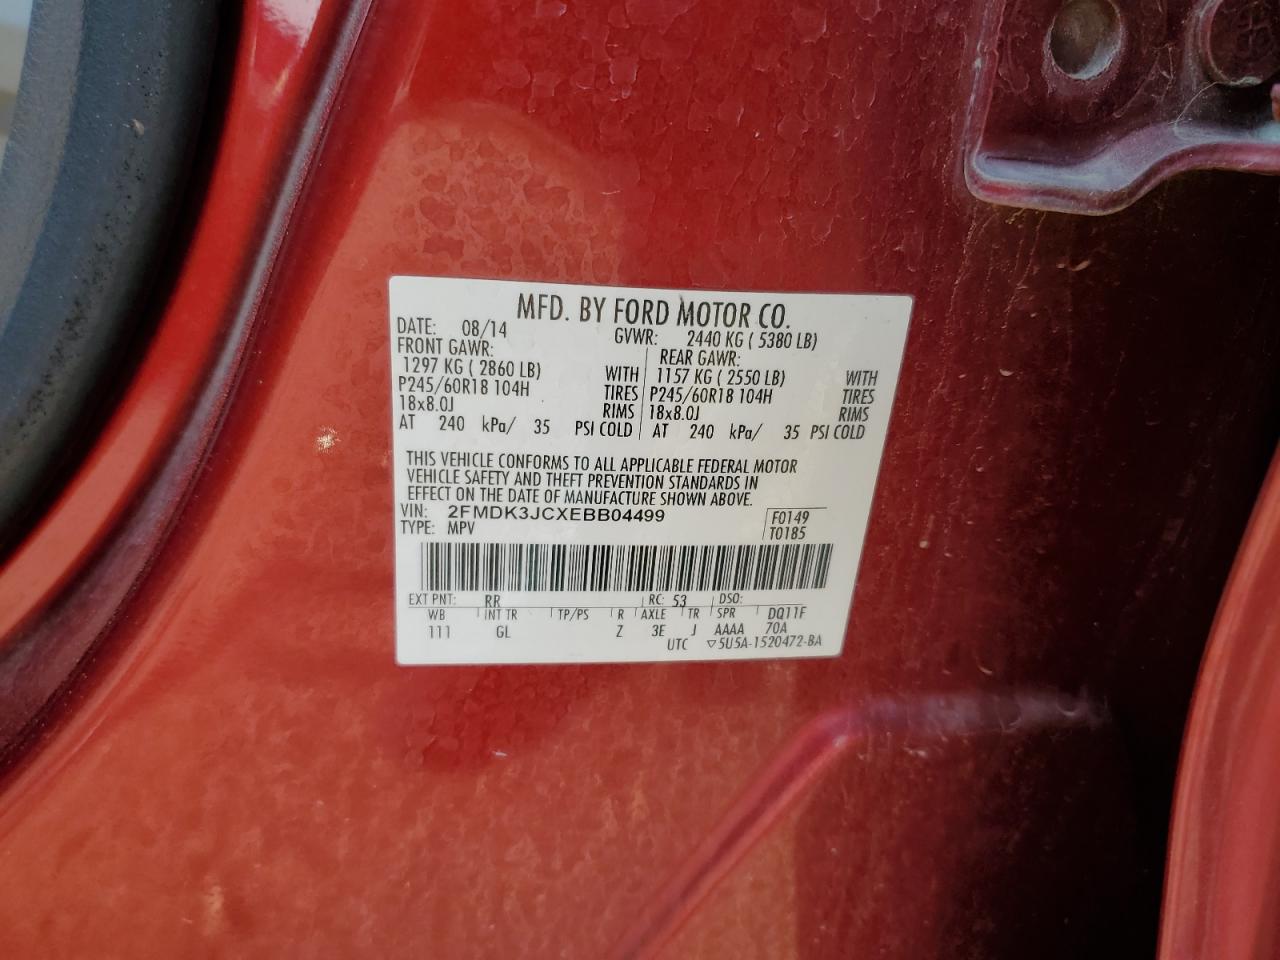 MFD. BY FORD MOTOR CO.
DATE: 08/14 GVWR: 2440 KG ( 5380 LB)
FRONT GAWR: REAR GAWR:
1297 KG ( 2860 LB) WITH 1157 KG ( 2550 LB) WITH
P245/60R18 104H TIRES P245/60R18 104H TIRES
18x8.0J RIMS 18x8.0J RIMS
AT 240 kPa/ 35 PSI COLD AT 240 kPa/ 35 PSI COLD
THIS VEHICLE CONFORMS TO ALL APPLICABLE FEDERAL MOTOR
VEHICLE SAFETY AND THEFT PREVENTION STANDARDS IN
EFFECT ON THE DATE OF MANUFACTURE SHOWN ABOVE.
VIN: 2FMDK3JCXEBB04499 F0149
TYPE: MPV T0185
EXT PNT: RR RC: 53 DSO:
WB INT TR TP/PS R AXLE TR SPR DQ11F
111 GL Z 3E J AAAA 70A
UTC ▽5U5A-1520472-BA